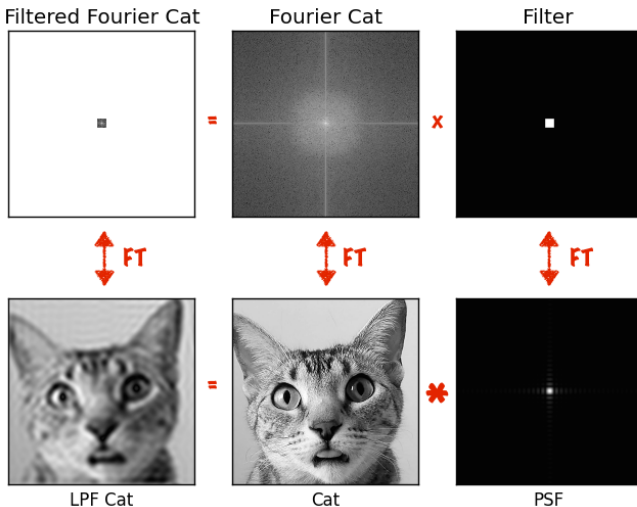 Filtered Fourier Cat
Fourier Cat
Filter
=
x
FT
FT
FT
=
*
LPF Cat
Cat
PSF